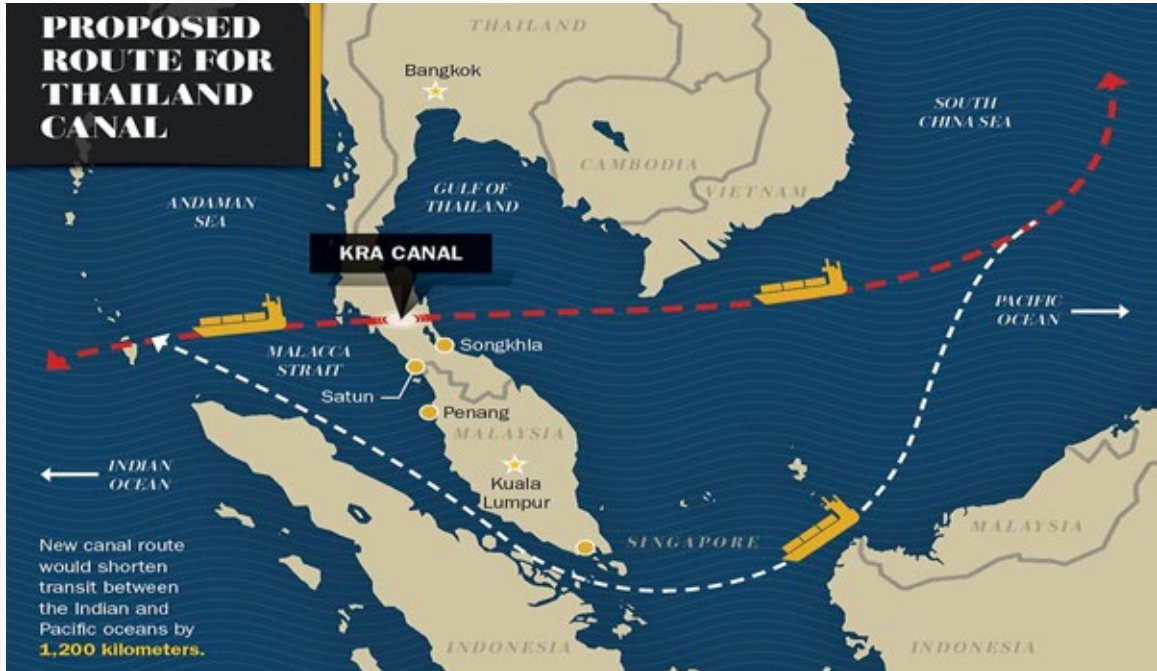 PROPOSED
ROUTE FOR
THAILAND
CANAL
THAILAND
Bangkok
SOUTH
CHINA SEA
CAMBODIA
VIETNAM
ANDAMAN
SEA
GULF OF
THAILAND
KRA CANAL
PACIFIC
OCEAN
MALACCA
STRAIT
Songkhla
Satun
Penang
MALAYSIA
INDIAN
OCEAN
Kuala
Lumpur
SINGAPORE
MALAYSIA
New canal route
would shorten
transit between
the Indian and
Pacific oceans by
1,200 kilometers.
INDONESIA
INDONESIA